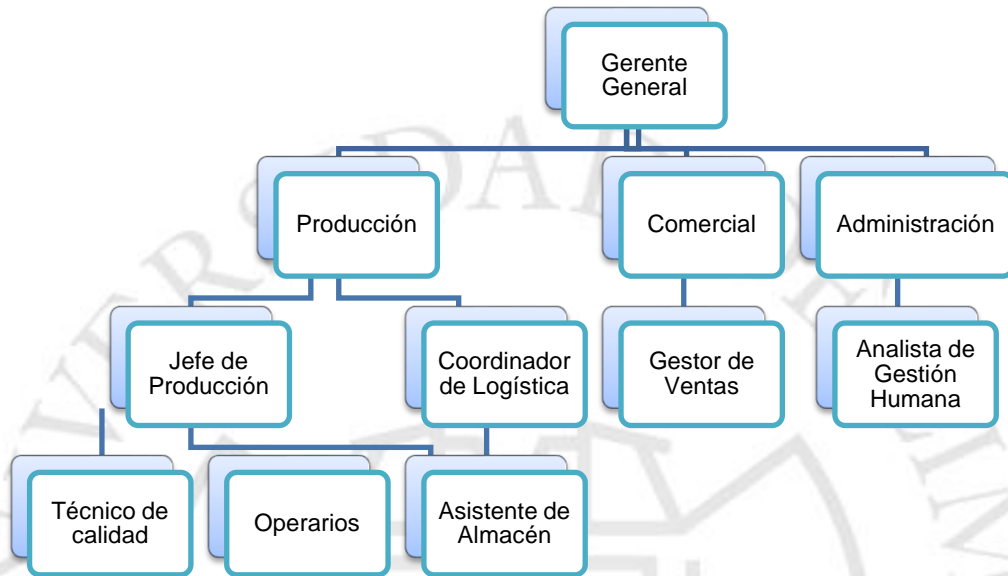 Gerente
General
Producción
Comercial
Administración
Jefe de
Producción
Coordinador
de Logística
Gestor de
Ventas
Analista de
Gestión
Humana
Técnico de
calidad
Operarios
Asistente de
Almacén